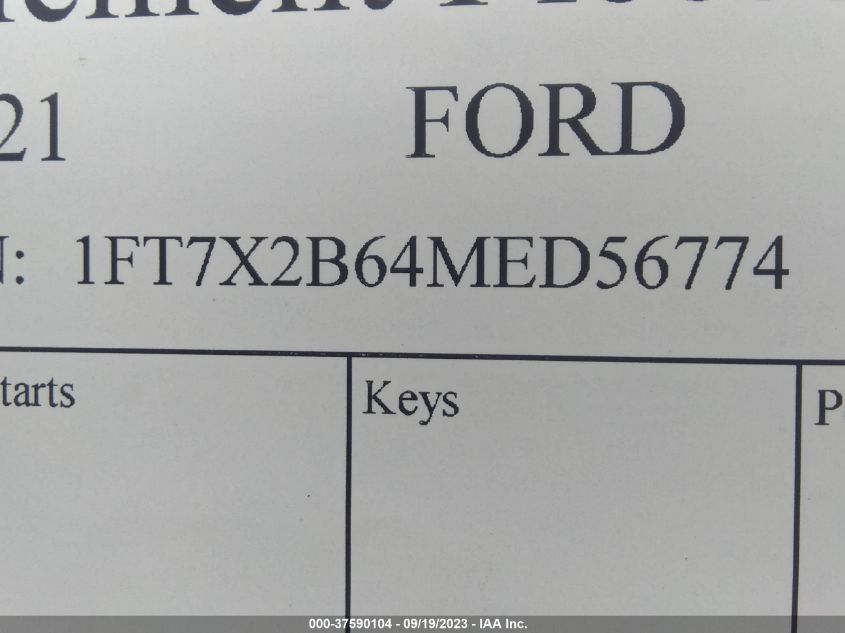 21 FORD
N: 1FT7X2B64MED56774
tarts Keys P
000-37590104 - 09/19/2023 - IAA Inc.